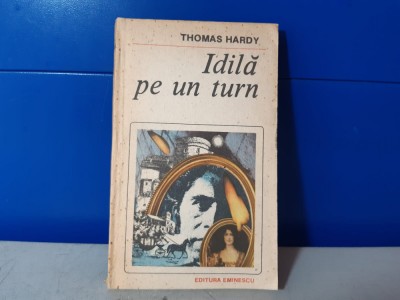 THOMAS HARDY
Idilă
pe un turn
EDITURA EMINESCU